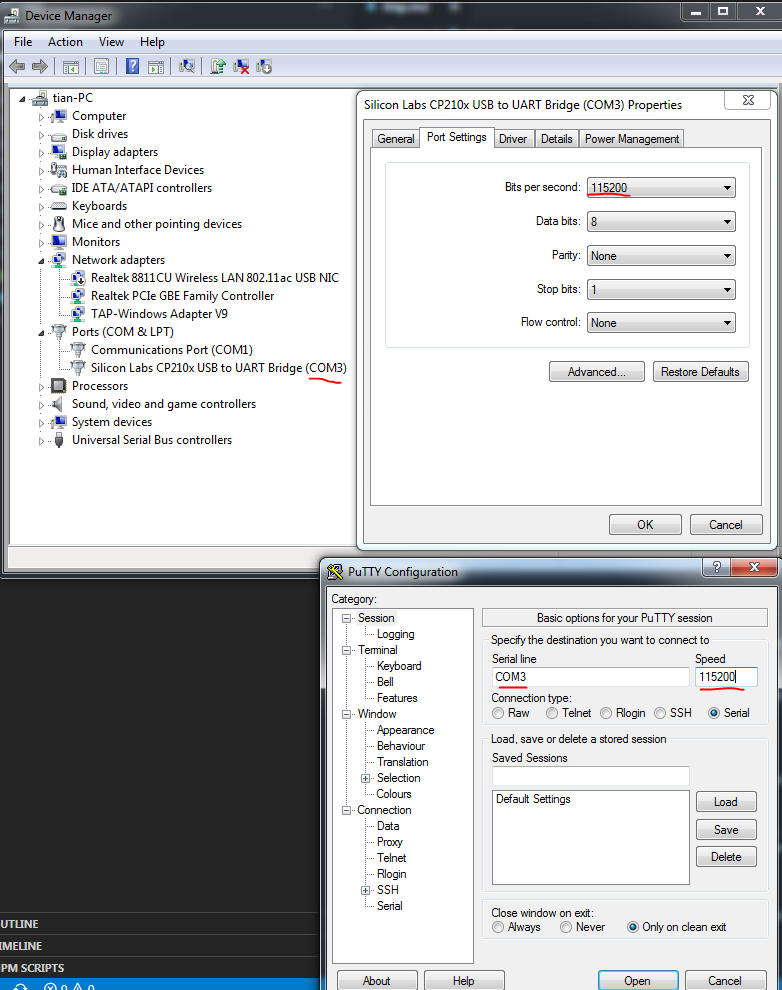 Device Manager
File Action View Help
tian-PC
Computer
Disk drives
Display adapters
Human Interface Devices
IDE ATA/ATAPI controllers
Keyboards
Mice and other pointing devices
Monitors
Network adapters
Realtek 8811CU Wireless LAN 802.11ac USB NIC
Realtek PCIe GBE Family Controller
TAP-Windows Adapter V9
Ports (COM & LPT)
Communications Port (COM1)
Silicon Labs CP210x USB to UART Bridge (COM3)
Processors
Sound, video and game controllers
System devices
Universal Serial Bus controllers
Silicon Labs CP210x USB to UART Bridge (COM3) Properties
General Port Settings Driver Details Power Management
Bits per second: 115200
Data bits: 8
Parity: None
Stop bits: 1
Flow control: None
Advanced... Restore Defaults
OK Cancel
PuTTY Configuration
Category:
Session
Logging
Terminal
Keyboard
Bell
Features
Window
Appearance
Behaviour
Translation
Selection
Colours
Connection
Data
Proxy
Telnet
Rlogin
SSH
Serial
Basic options for your PuTTY session
Specify the destination you want to connect to
Serial line Speed
COM3 115200
Connection type:
Raw Telnet Rlogin SSH Serial
Load, save or delete a stored session
Saved Sessions
Default Settings
Load
Save
Delete
Close window on exit:
Always Never Only on clean exit
About Help Open Cancel
UTLINE
IMELINE
PM SCRIPTS
0 0